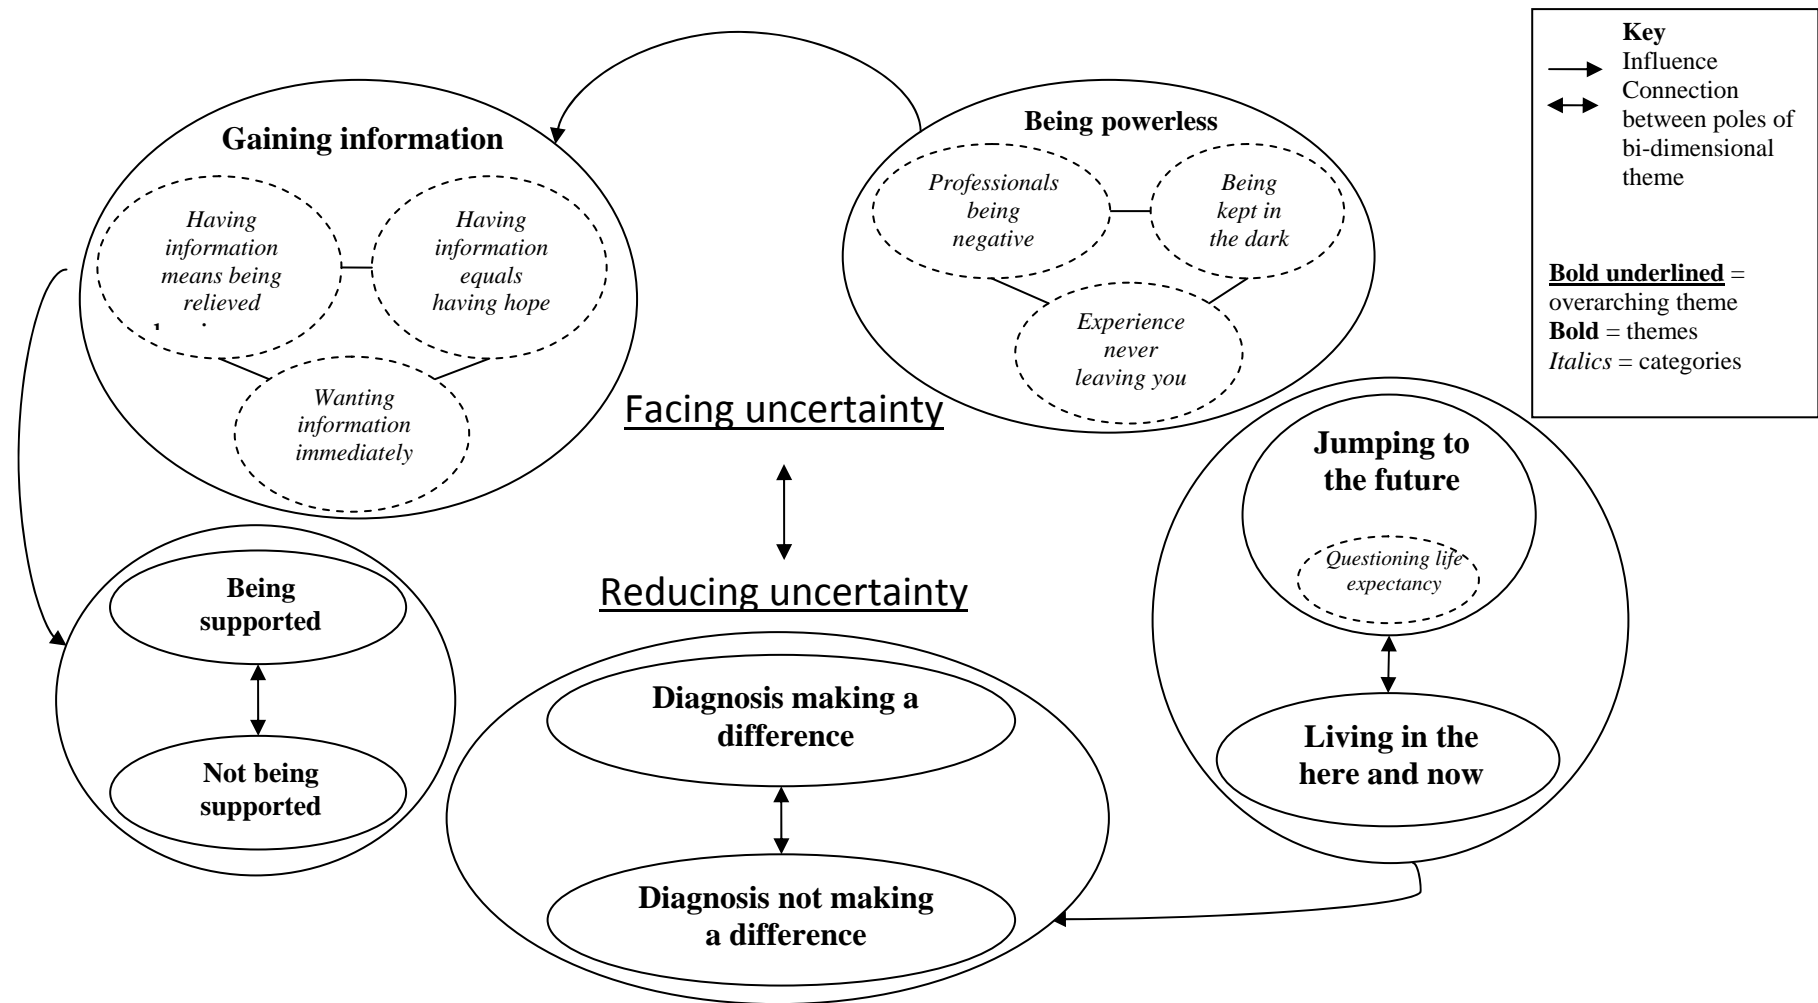 Gaining information
Having
information
means being
relieved
Having
information
equals
having hope
Wanting
information
immediately
Being powerless
Professionals
being
negative
Being
kept in
the dark
Experience
never
leaving you
Key
Influence
Connection
between poles of
bi-dimensional
theme
Bold underlined =
overarching theme
Bold = themes
Italics = categories
Facing uncertainty
Reducing uncertainty
Jumping to
the future
Questioning life
expectancy
Living in the
here and now
Being
supported
Not being
supported
Diagnosis making a
difference
Diagnosis not making
a difference